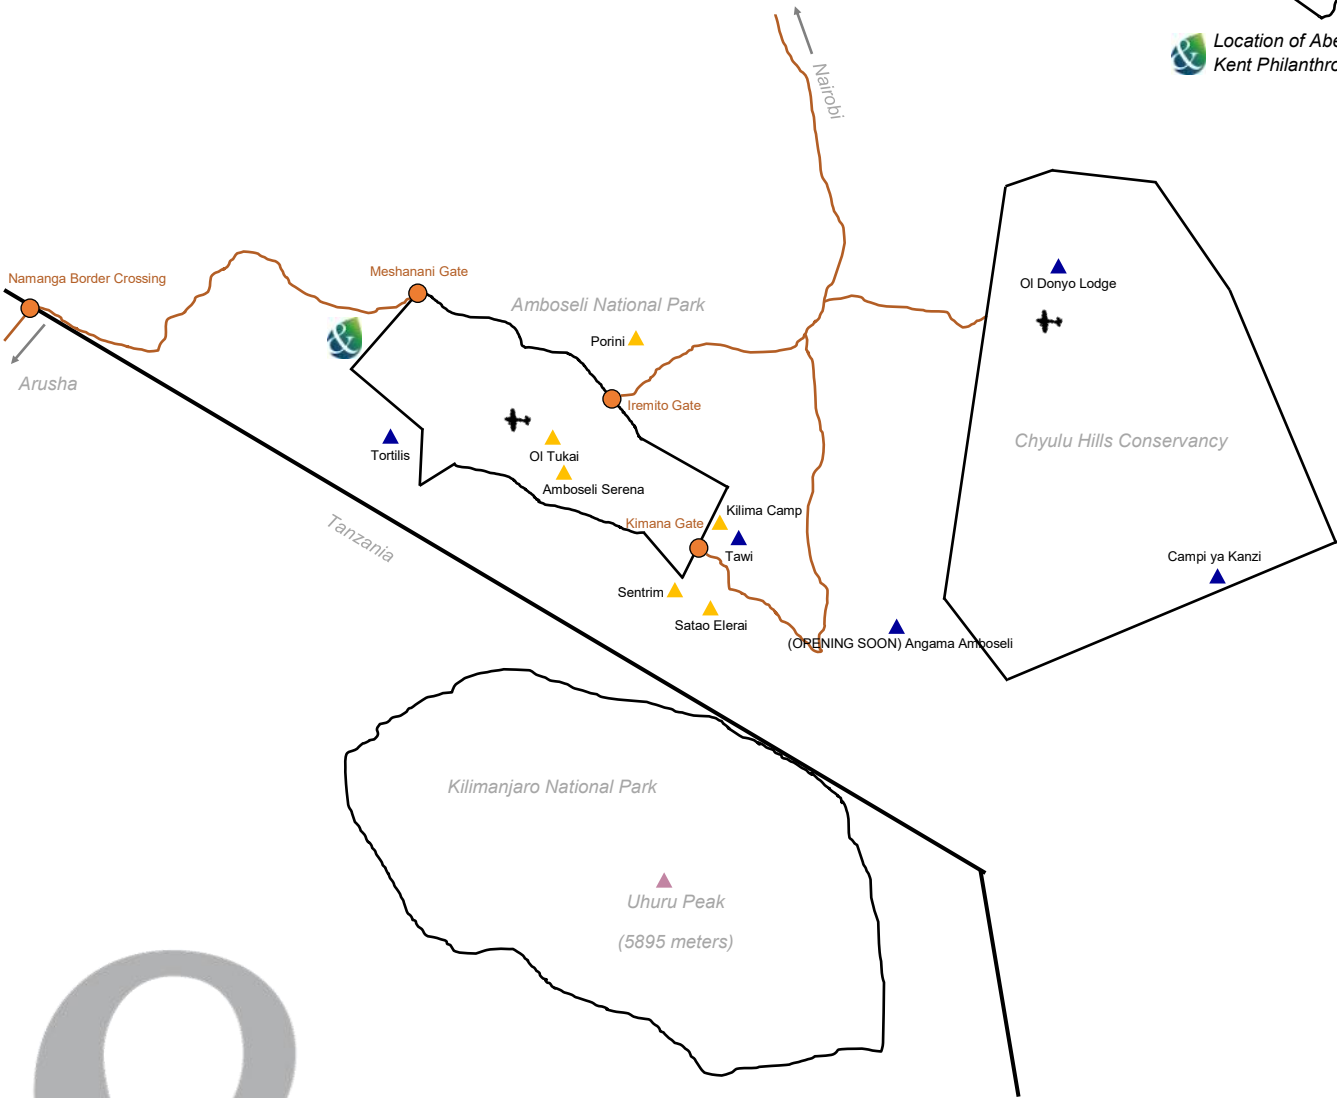 Location of Abe
Kent Philanthro
Nairobi
Namanga Border Crossing
Meshanani Gate
Amboseli National Park
Ol Donyo Lodge
Porini
Arusha
Iremito Gate
Chyulu Hills Conservancy
Tortilis
Ol Tukai
Amboseli Serena
Kilima Camp
Kimana Gate
Tanzania
Tawi
Campi ya Kanzi
Sentrim
Satao Elerai
(OPENING SOON) Angama Amboseli
Kilimanjaro National Park
Uhuru Peak
(5895 meters)
&
&